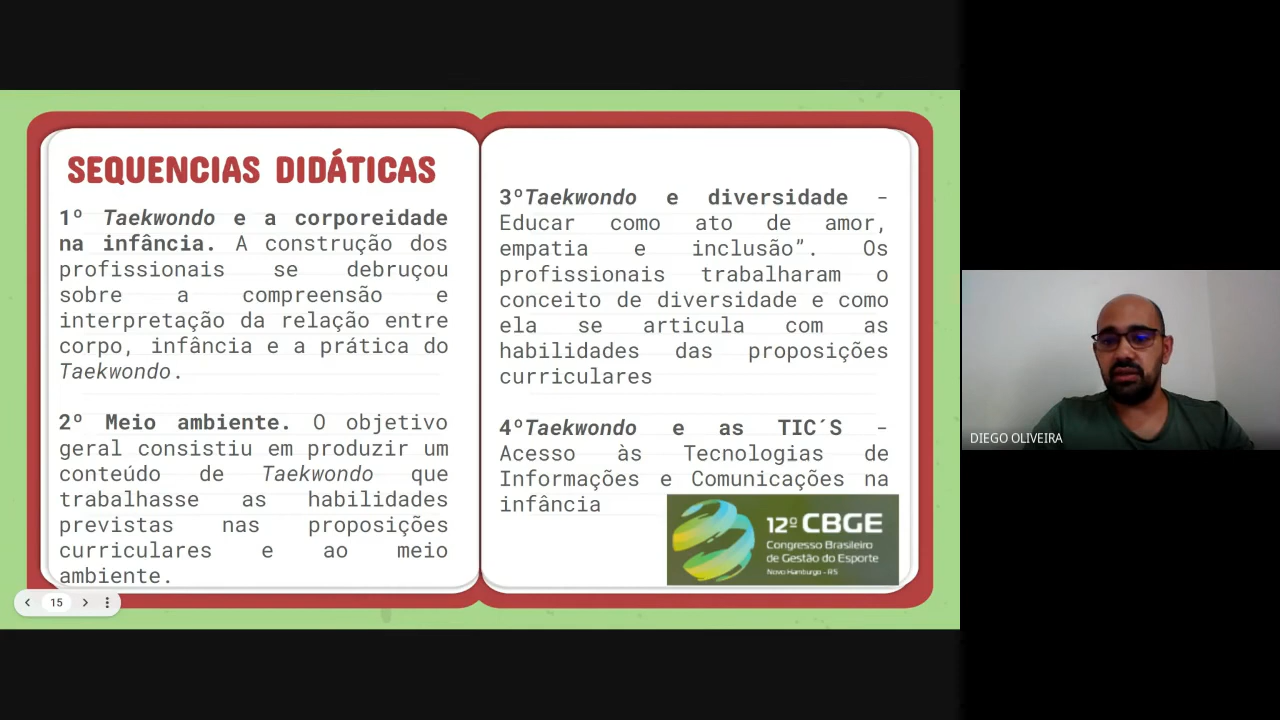 SEQUENCIAS DIDÁTICAS
1º Taekwondo e a corporeidade
na infância. A construção dos
profissionais se debruçou
sobre a compreensão e
interpretação da relação entre
corpo, infância e a prática do
Taekwondo.
2º Meio ambiente. O objetivo
geral consistiu em produzir um
conteúdo de Taekwondo que
trabalhasse as habilidades
previstas nas proposições
curriculares e ao meio
ambiente.
3ºTaekwondo e diversidade –
Educar como ato de amor,
empatia e inclusão”. Os
profissionais trabalharam o
conceito de diversidade e como
ela se articula com as
habilidades das proposições
curriculares
4ºTaekwondo e as TIC´S –
Acesso às Tecnologias de
Informações e Comunicações na
infância
12º CBGE
Congresso Brasileiro
de Gestão do Esporte
Novo Hamburgo - RS
15
DIEGO OLIVEIRA